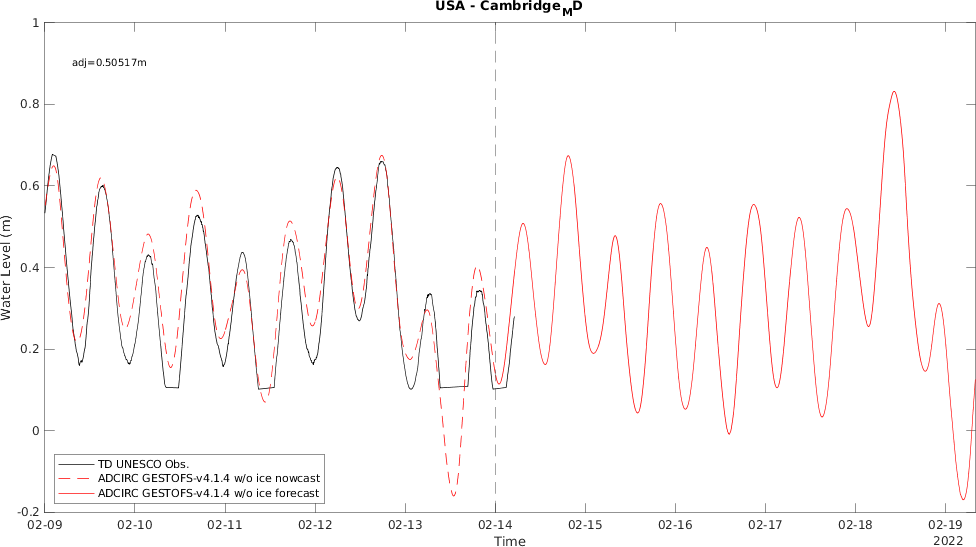 USA - Cambridge_MD
1
adj=0.50517m
0.8
0.6
0.4
0.2
0
-0.2
Water Level (m)
TD UNESCO Obs.
ADCIRC GESTOFS-v4.1.4 w/o ice nowcast
ADCIRC GESTOFS-v4.1.4 w/o ice forecast
02-09 02-10 02-11 02-12 02-13 02-14 02-15 02-16 02-17 02-18 02-19
Time 2022